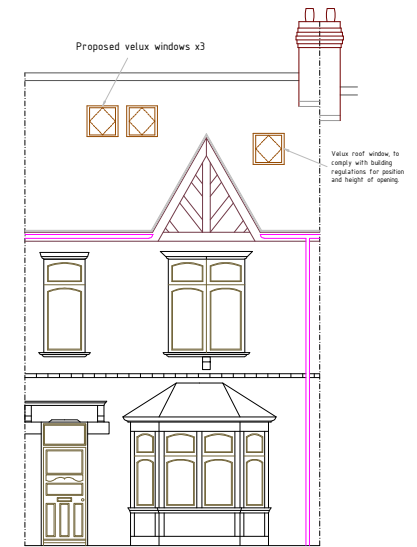 Proposed velux windows x3
Velux roof window, to
comply with building
regulations for position
and height of opening.